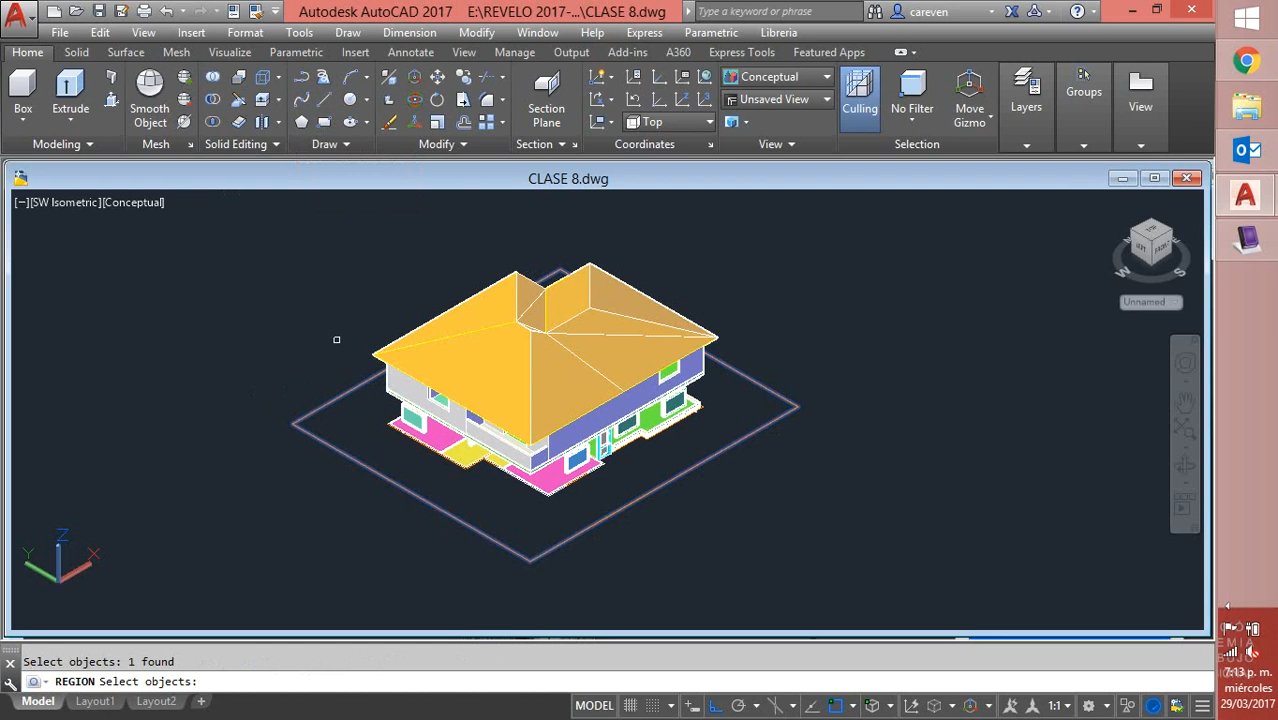 Autodesk AutoCAD 2017 E:\REVELO 2017-...\CLASE 8.dwg
Type a keyword or phrase
careven
File Edit View Insert Format Tools Draw Dimension Modify Window Help Express Parametric Libreria
Home Solid Surface Mesh Visualize Parametric Insert Annotate View Manage Output Add-ins A360 Express Tools Featured Apps
Box
Extrude
Smooth Object
Section Plane
Conceptual
Unsaved View
Top
Culling
No Filter
Move Gizmo
Layers
Groups
View
Modeling
Mesh
Solid Editing
Draw
Modify
Section
Coordinates
View
Selection
CLASE 8.dwg
[−][SW Isometric][Conceptual]
W
S
Unnamed
Z
Y
X
Select objects: 1 found
REGION Select objects:
Model Layout1 Layout2 +
MODEL
1:1
7:13 p. m.
miércoles
29/03/2017